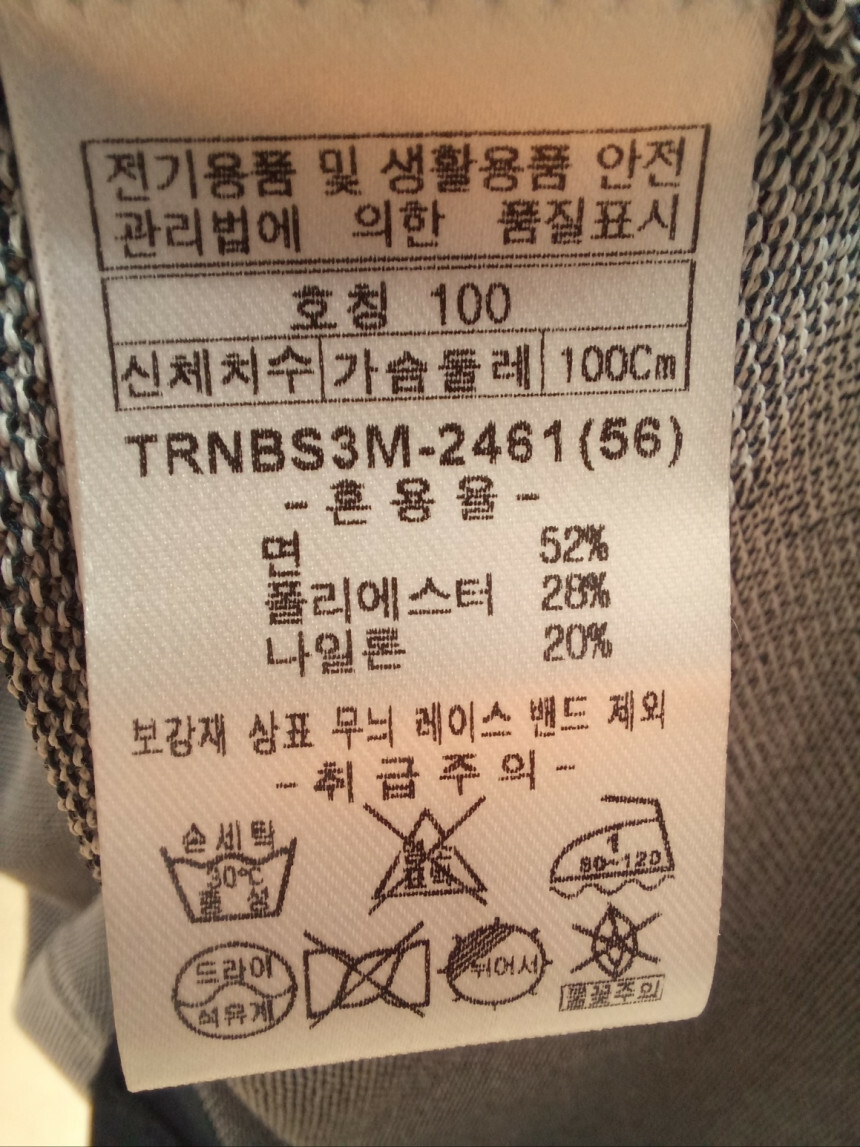 전기용품 및 생활용품 안전
관리법에 의한 품질표시
호칭 100
신체치수 가슴둘레 100Cm
TRNBS3M-2461(56)
- 혼용율 -
면 52%
폴리에스터 28%
나일론 20%
보강재 상표 무늬 레이스 밴드 제외
- 취급주의 -
손세탁
30℃
중성
1
80~120
드라이
석유계
뉘어서
불꽃주의